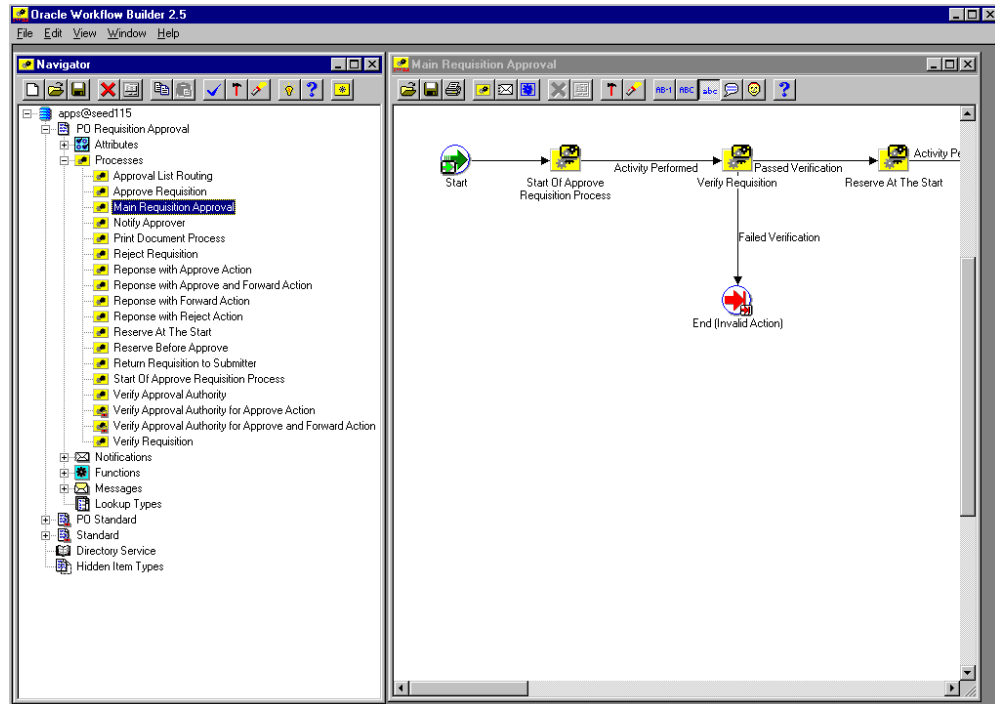 Oracle Workflow Builder 2.5
File Edit View Window Help
Navigator
apps@seed115
PO Requisition Approval
Attributes
Processes
Approval List Routing
Approve Requisition
Main Requisition Approval
Notify Approver
Print Document Process
Reject Requisition
Reponse with Approve Action
Reponse with Approve and Forward Action
Reponse with Forward Action
Reponse with Reject Action
Reserve At The Start
Reserve Before Approve
Return Requisition to Submitter
Start Of Approve Requisition Process
Verify Approval Authority
Verify Approval Authority for Approve Action
Verify Approval Authority for Approve and Forward Action
Verify Requisition
Notifications
Functions
Messages
Lookup Types
PO Standard
Standard
Directory Service
Hidden Item Types
Main Requisition Approval
AB-1 ABC abc
Start
Start Of Approve
Requisition Process
Activity Performed
Verify Requisition
Passed Verification
Reserve At The Start
Activity Pe
Failed Verification
End (Invalid Action)